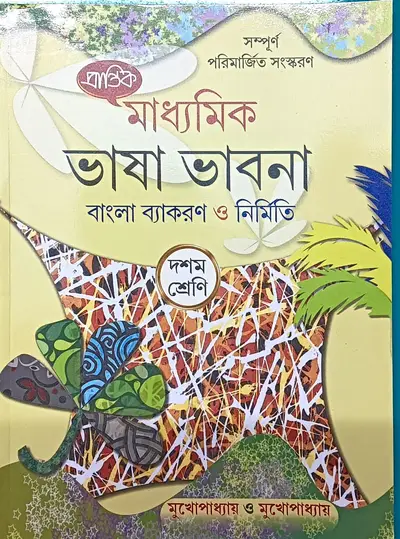 সম্পূর্ণ
পরিমার্জিত সংস্করণ
প্রান্তিক
মাধ্যমিক
ভাষা ভাবনা
বাংলা ব্যাকরণ ও নির্মিতি
দশম
শ্রেণি
মুখোপাধ্যায় ও মুখোপাধ্যায়